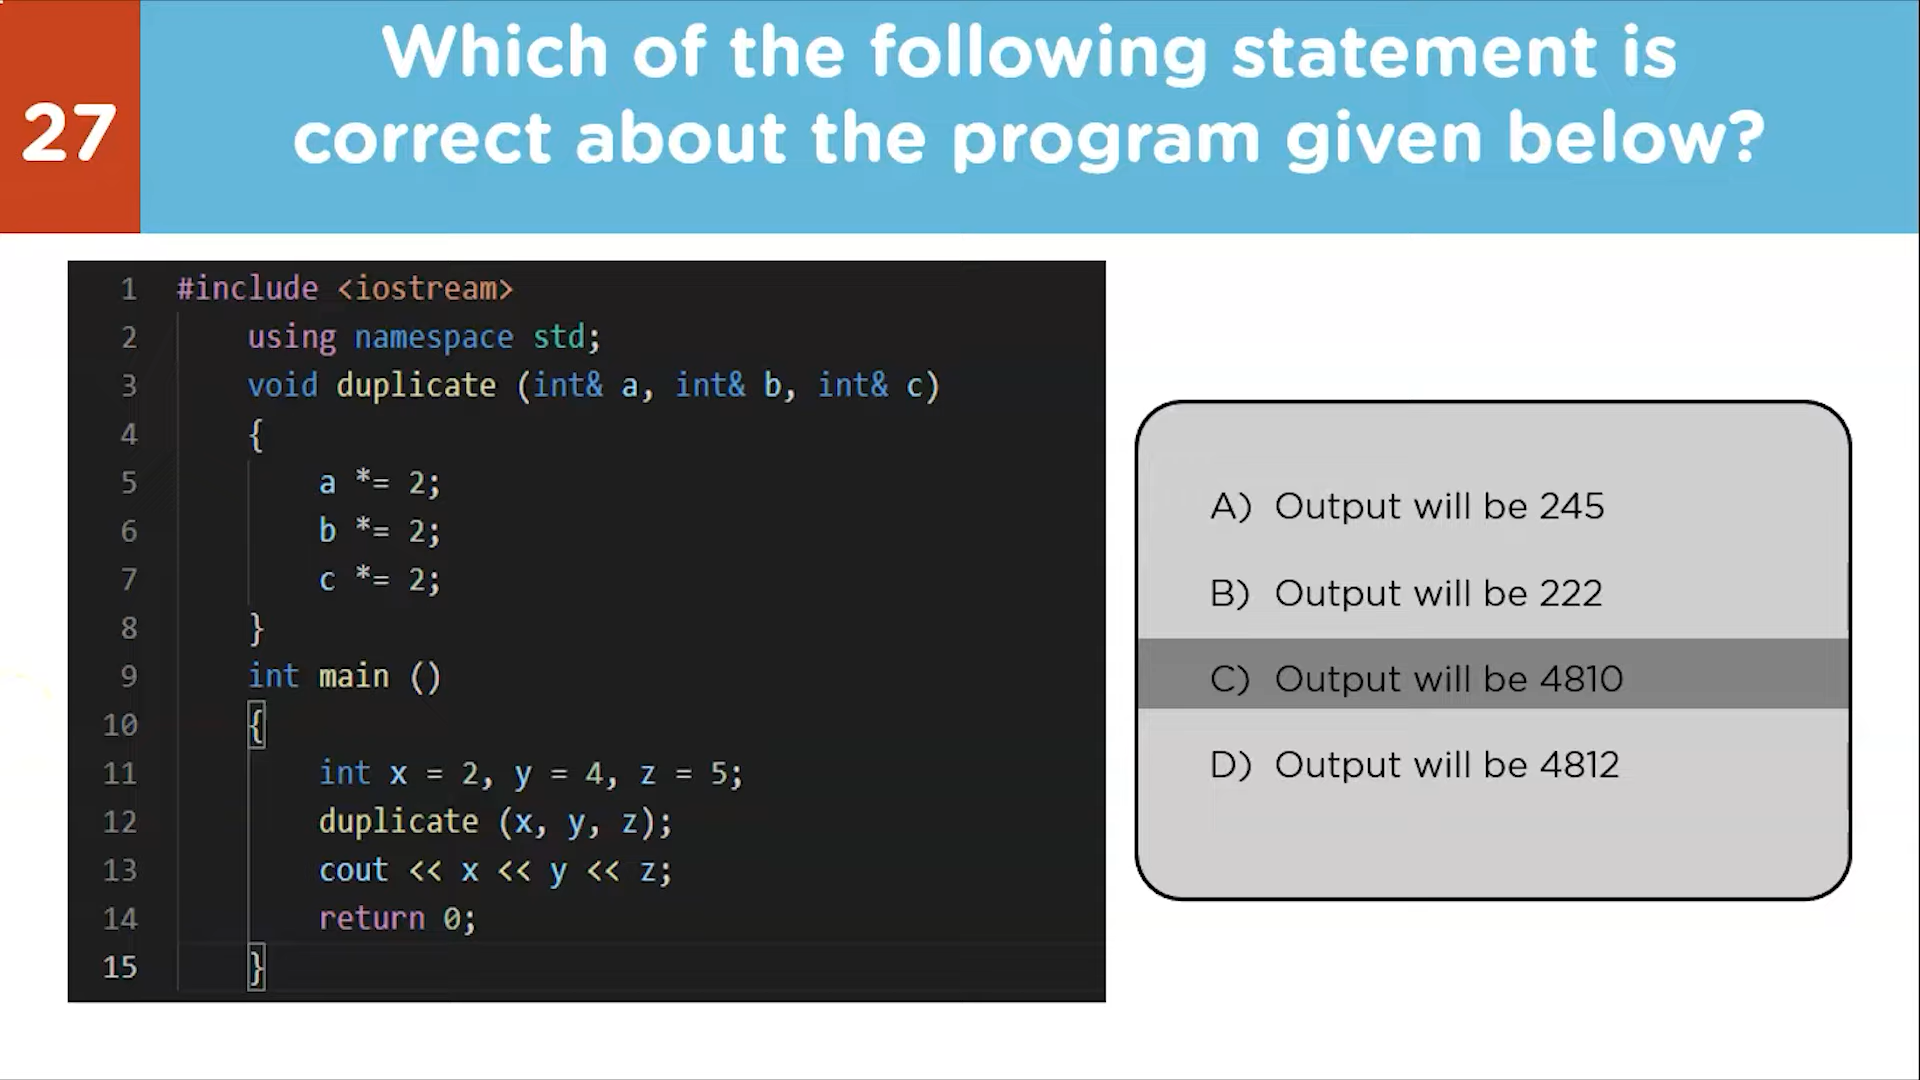 27
Which of the following statement is
correct about the program given below?
1 #include <iostream>
2 using namespace std;
3 void duplicate (int& a, int& b, int& c)
4 {
5 a *= 2;
6 b *= 2;
7 c *= 2;
8 }
9 int main ()
10 {
11 int x = 2, y = 4, z = 5;
12 duplicate (x, y, z);
13 cout << x << y << z;
14 return 0;
15 }
A) Output will be 245
B) Output will be 222
C) Output will be 4810
D) Output will be 4812